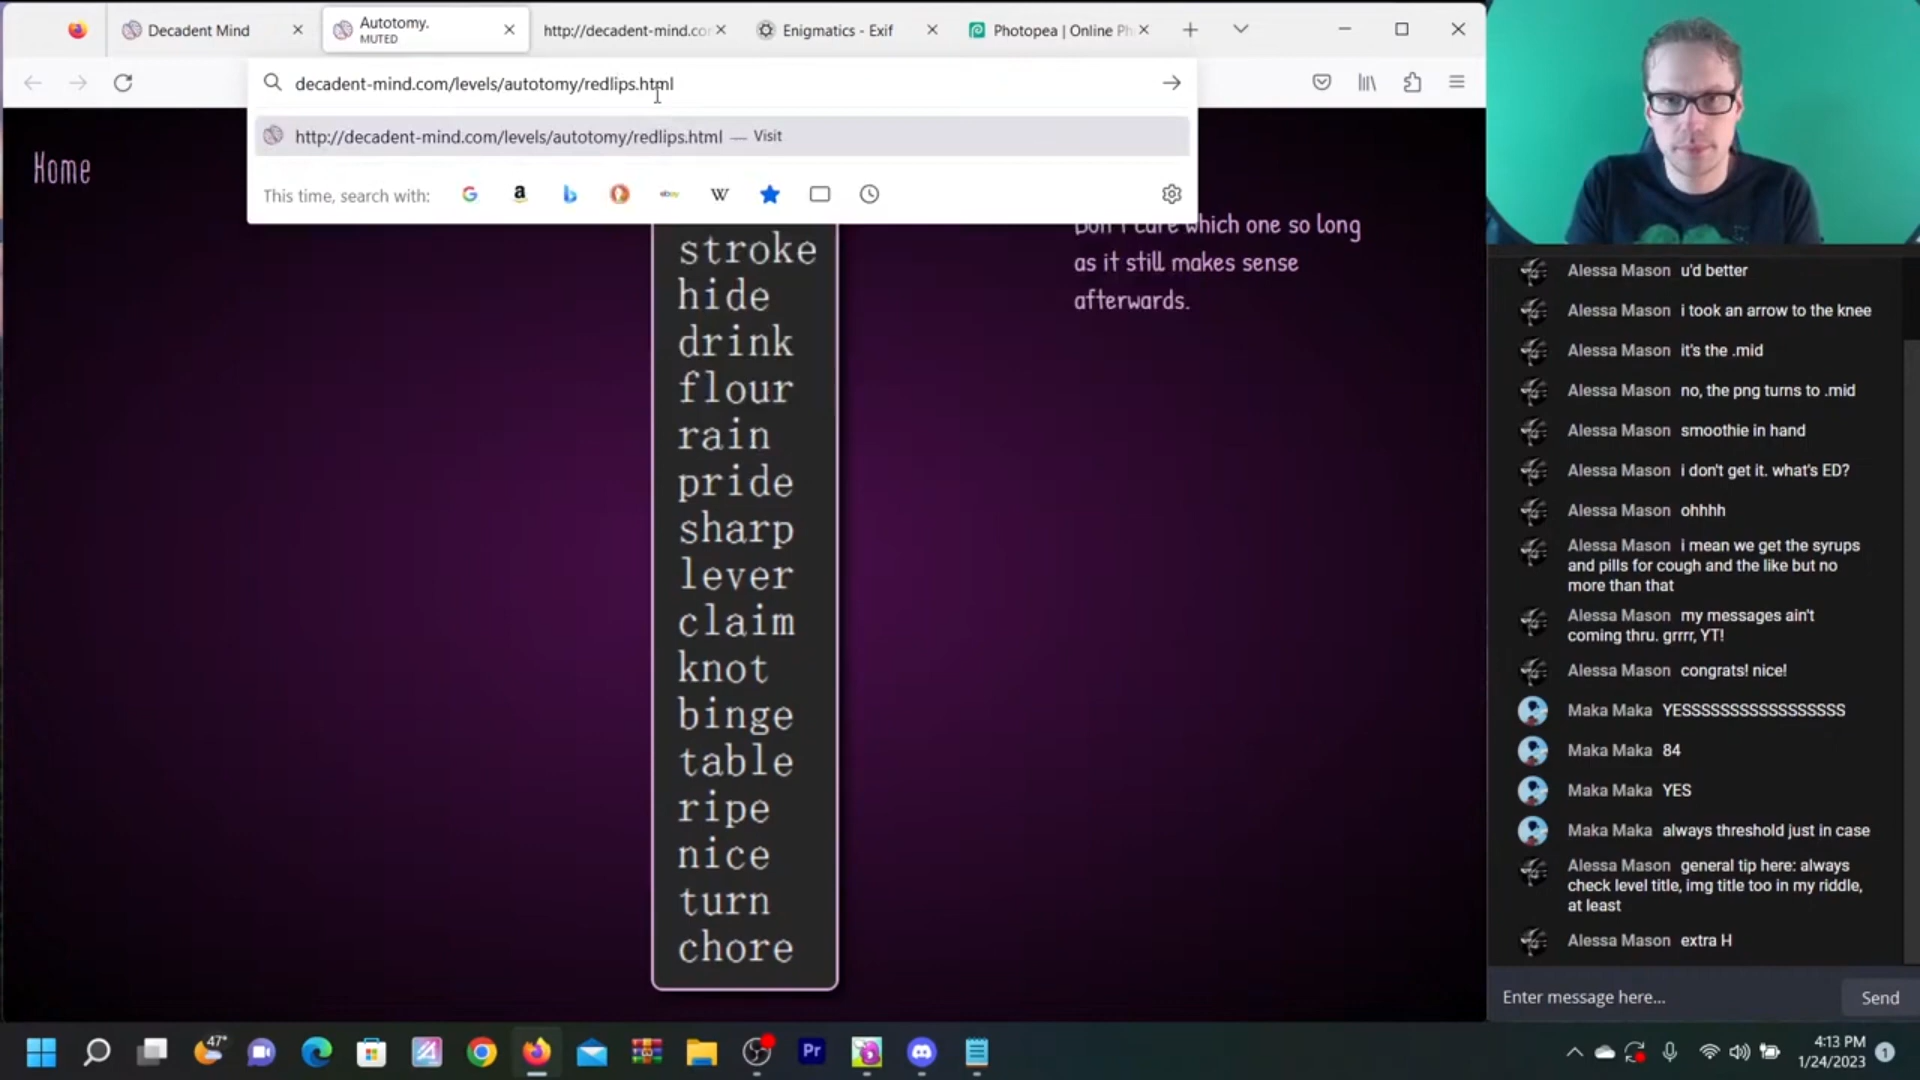 Decadent Mind
Autotomy.
MUTED
http://decadent-mind.co
Enigmatics - Exif
Photopea | Online Ph
decadent-mind.com/levels/autotomy/redlips.html
http://decadent-mind.com/levels/autotomy/redlips.html — Visit
This time, search with:
Home
Don't care which one so long
as it still makes sense
afterwards.
stroke
hide
drink
flour
rain
pride
sharp
lever
claim
knot
binge
table
ripe
nice
turn
chore
Alessa Mason u'd better
Alessa Mason i took an arrow to the knee
Alessa Mason it's the .mid
Alessa Mason no, the png turns to .mid
Alessa Mason smoothie in hand
Alessa Mason i don't get it. what's ED?
Alessa Mason ohhhh
Alessa Mason i mean we get the syrups
and pills for cough and the like but no
more than that
Alessa Mason my messages ain't
coming thru. grrrr, YT!
Alessa Mason congrats! nice!
Maka Maka YESSSSSSSSSSSSSSSSS
Maka Maka 84
Maka Maka YES
Maka Maka always threshold just in case
Alessa Mason general tip here: always
check level title, img title too in my riddle,
at least
Alessa Mason extra H
Enter message here...
Send
47°
Pr
4:13 PM
1/24/2023
1